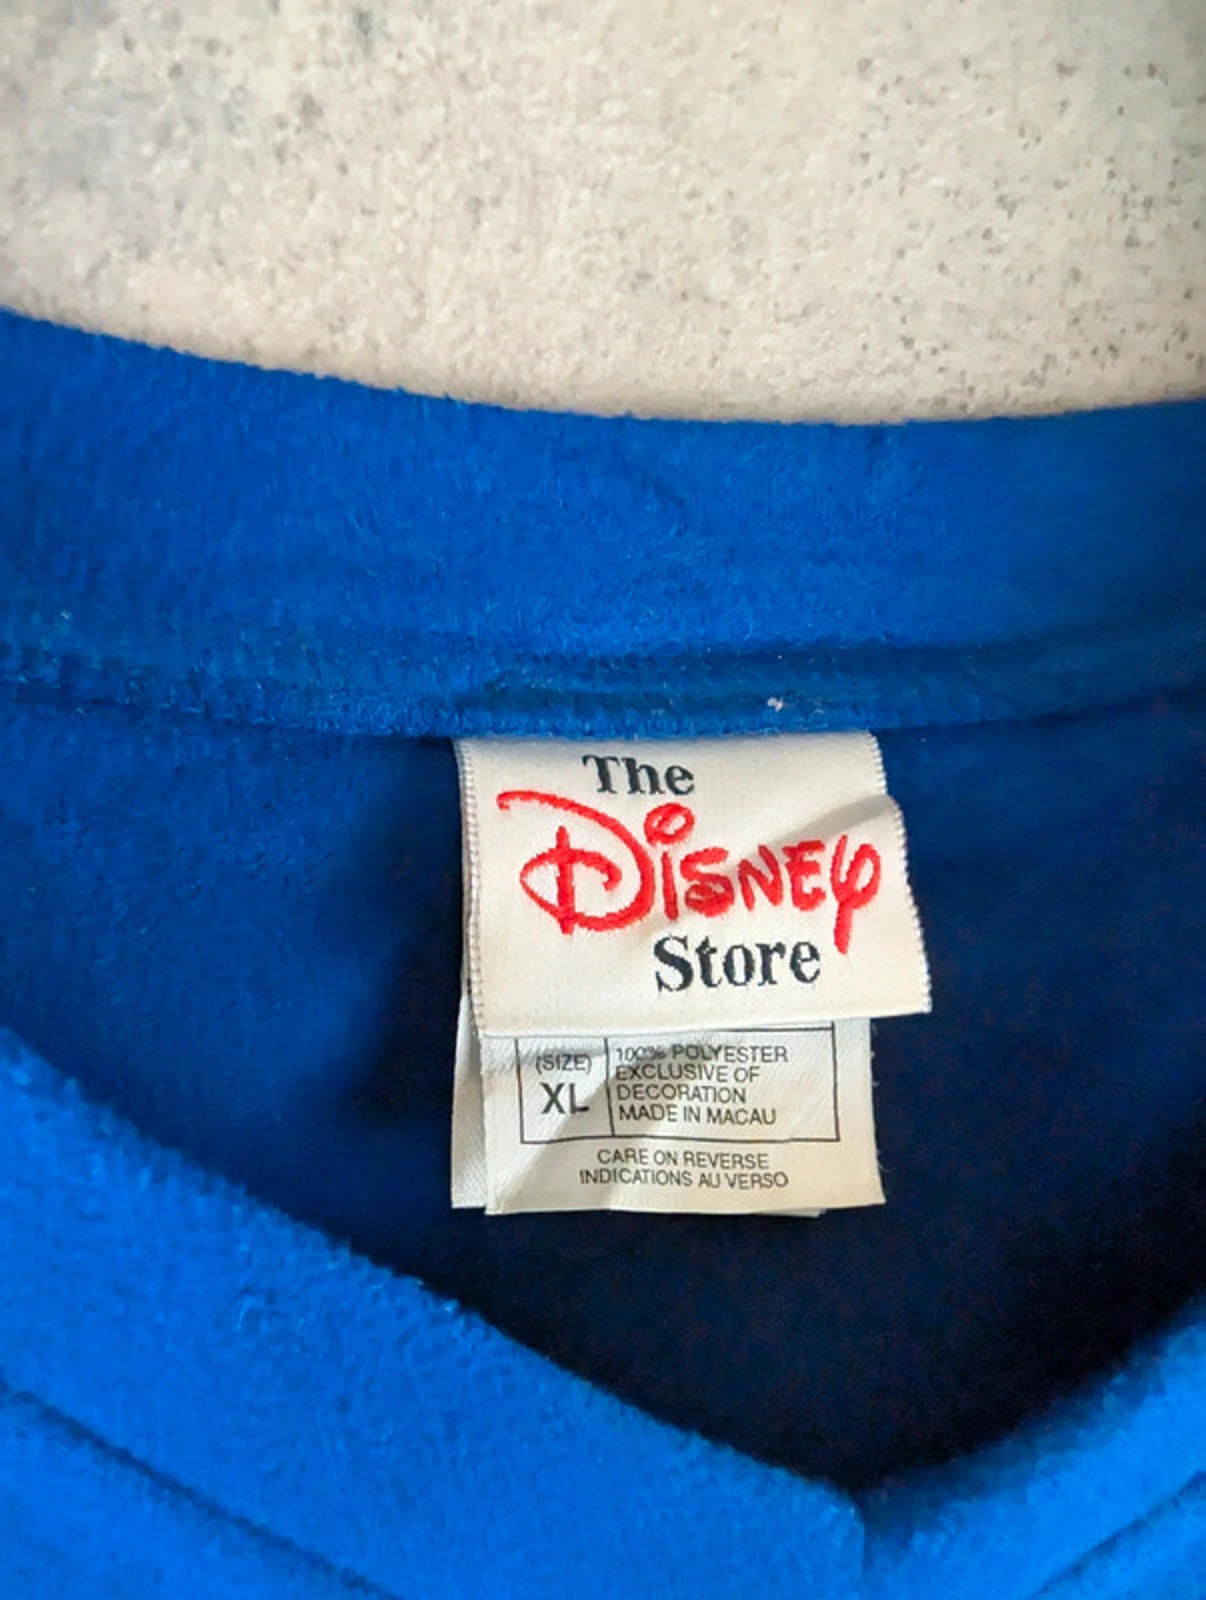 The
Disney
Store
(SIZE)
XL
100% POLYESTER
EXCLUSIVE OF
DECORATION
MADE IN MACAU
CARE ON REVERSE
INDICATIONS AU VERSO